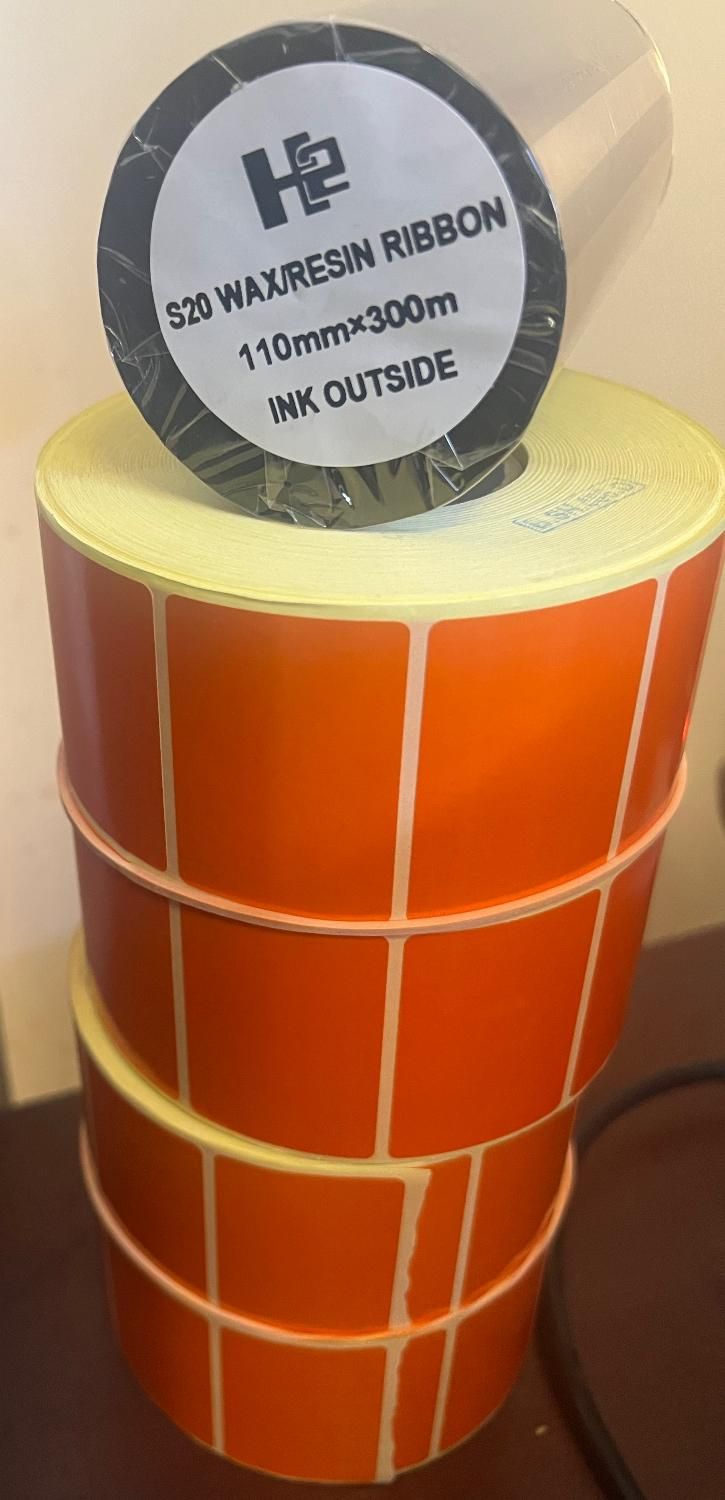 H2
S20 WAX/RESIN RIBBON
110mm×300m
INK OUTSIDE